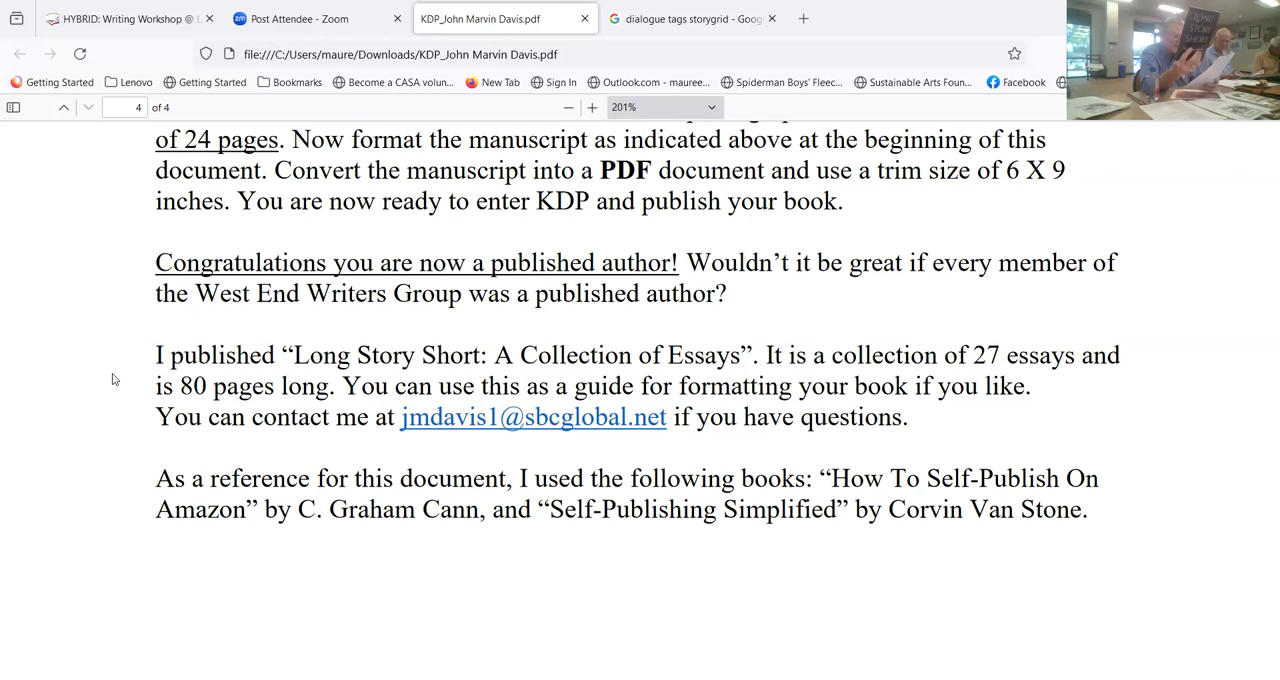 HYBRID: Writing Workshop @ L
Post Attendee - Zoom
KDP_John Marvin Davis.pdf
dialogue tags storygrid - Goog
file:///C:/Users/maure/Downloads/KDP_John Marvin Davis.pdf
Getting Started Lenovo Getting Started Bookmarks Become a CASA volun... New Tab Sign In Outlook.com - mauree... Spiderman Boys' Fleec... Sustainable Arts Foun... Facebook
4 of 4 201%
LONG
STORY
SHORT
of 24 pages. Now format the manuscript as indicated above at the beginning of this
document. Convert the manuscript into a PDF document and use a trim size of 6 X 9
inches. You are now ready to enter KDP and publish your book.
Congratulations you are now a published author! Wouldn't it be great if every member of
the West End Writers Group was a published author?
I published “Long Story Short: A Collection of Essays”. It is a collection of 27 essays and
is 80 pages long. You can use this as a guide for formatting your book if you like.
You can contact me at jmdavis1@sbcglobal.net if you have questions.
As a reference for this document, I used the following books: “How To Self-Publish On
Amazon” by C. Graham Cann, and “Self-Publishing Simplified” by Corvin Van Stone.